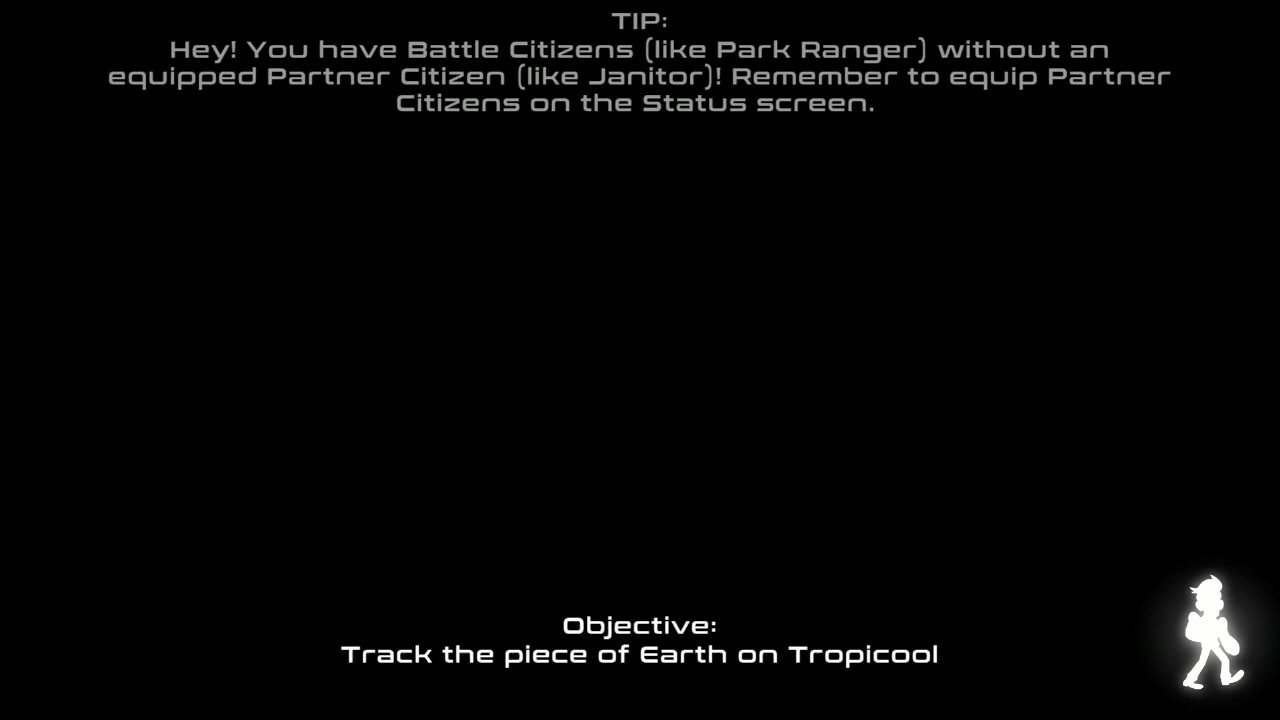 TIP:
Hey! You have Battle Citizens (like Park Ranger) without an
equipped Partner Citizen (like Janitor)! Remember to equip Partner
Citizens on the Status screen.
Objective:
Track the piece of Earth on Tropicool